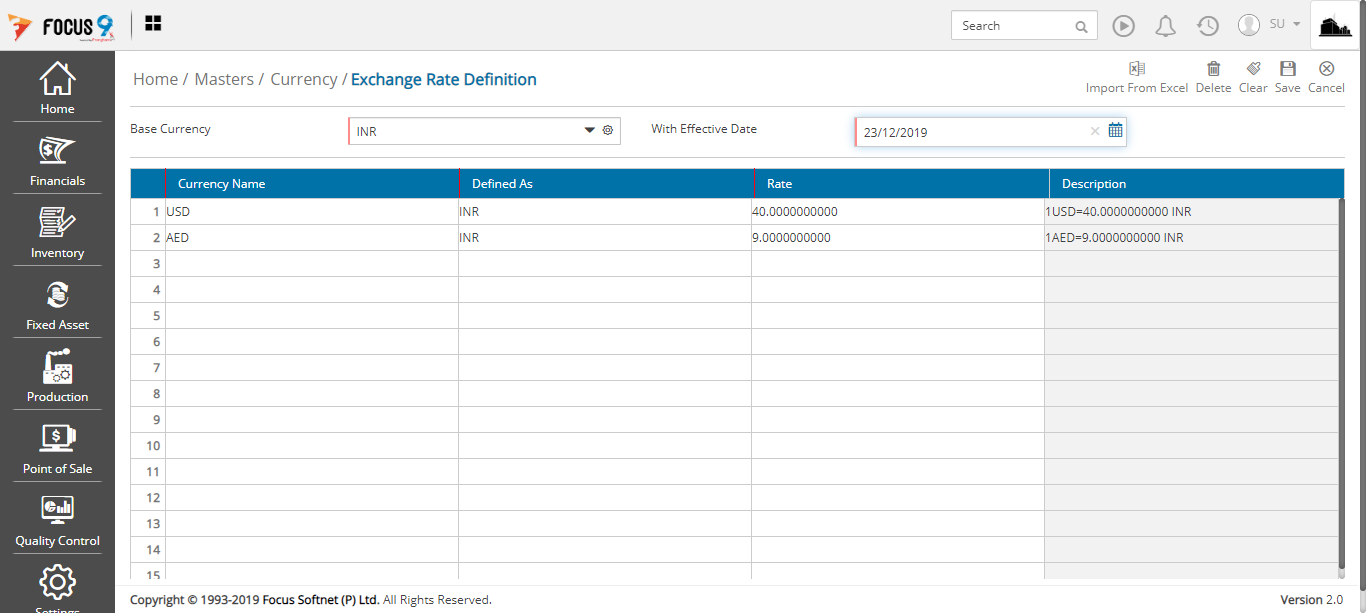 FOCUS 9
Search
SU
Home
Financials
Inventory
Fixed Asset
Production
Point of Sale
Quality Control
Settings
Home / Masters / Currency / Exchange Rate Definition
Import From Excel Delete Clear Save Cancel
Base Currency INR With Effective Date 23/12/2019
Currency Name Defined As Rate Description
1 USD INR 40.0000000000 1USD=40.0000000000 INR
2 AED INR 9.0000000000 1AED=9.0000000000 INR
3
4
5
6
7
8
9
10
11
12
13
14
15
Copyright © 1993-2019 Focus Softnet (P) Ltd. All Rights Reserved. Version 2.0